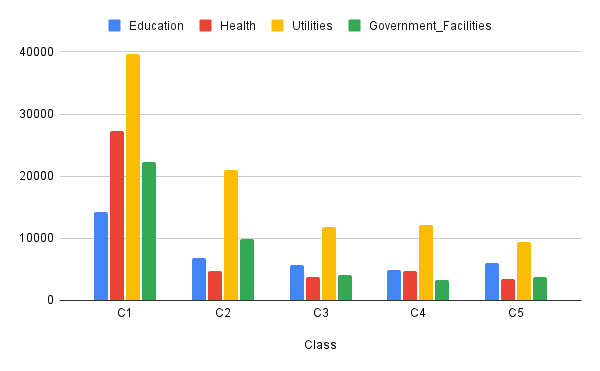 Education Health Utilities Government_Facilities
40000
30000
20000
10000
0
C1 C2 C3 C4 C5
Class